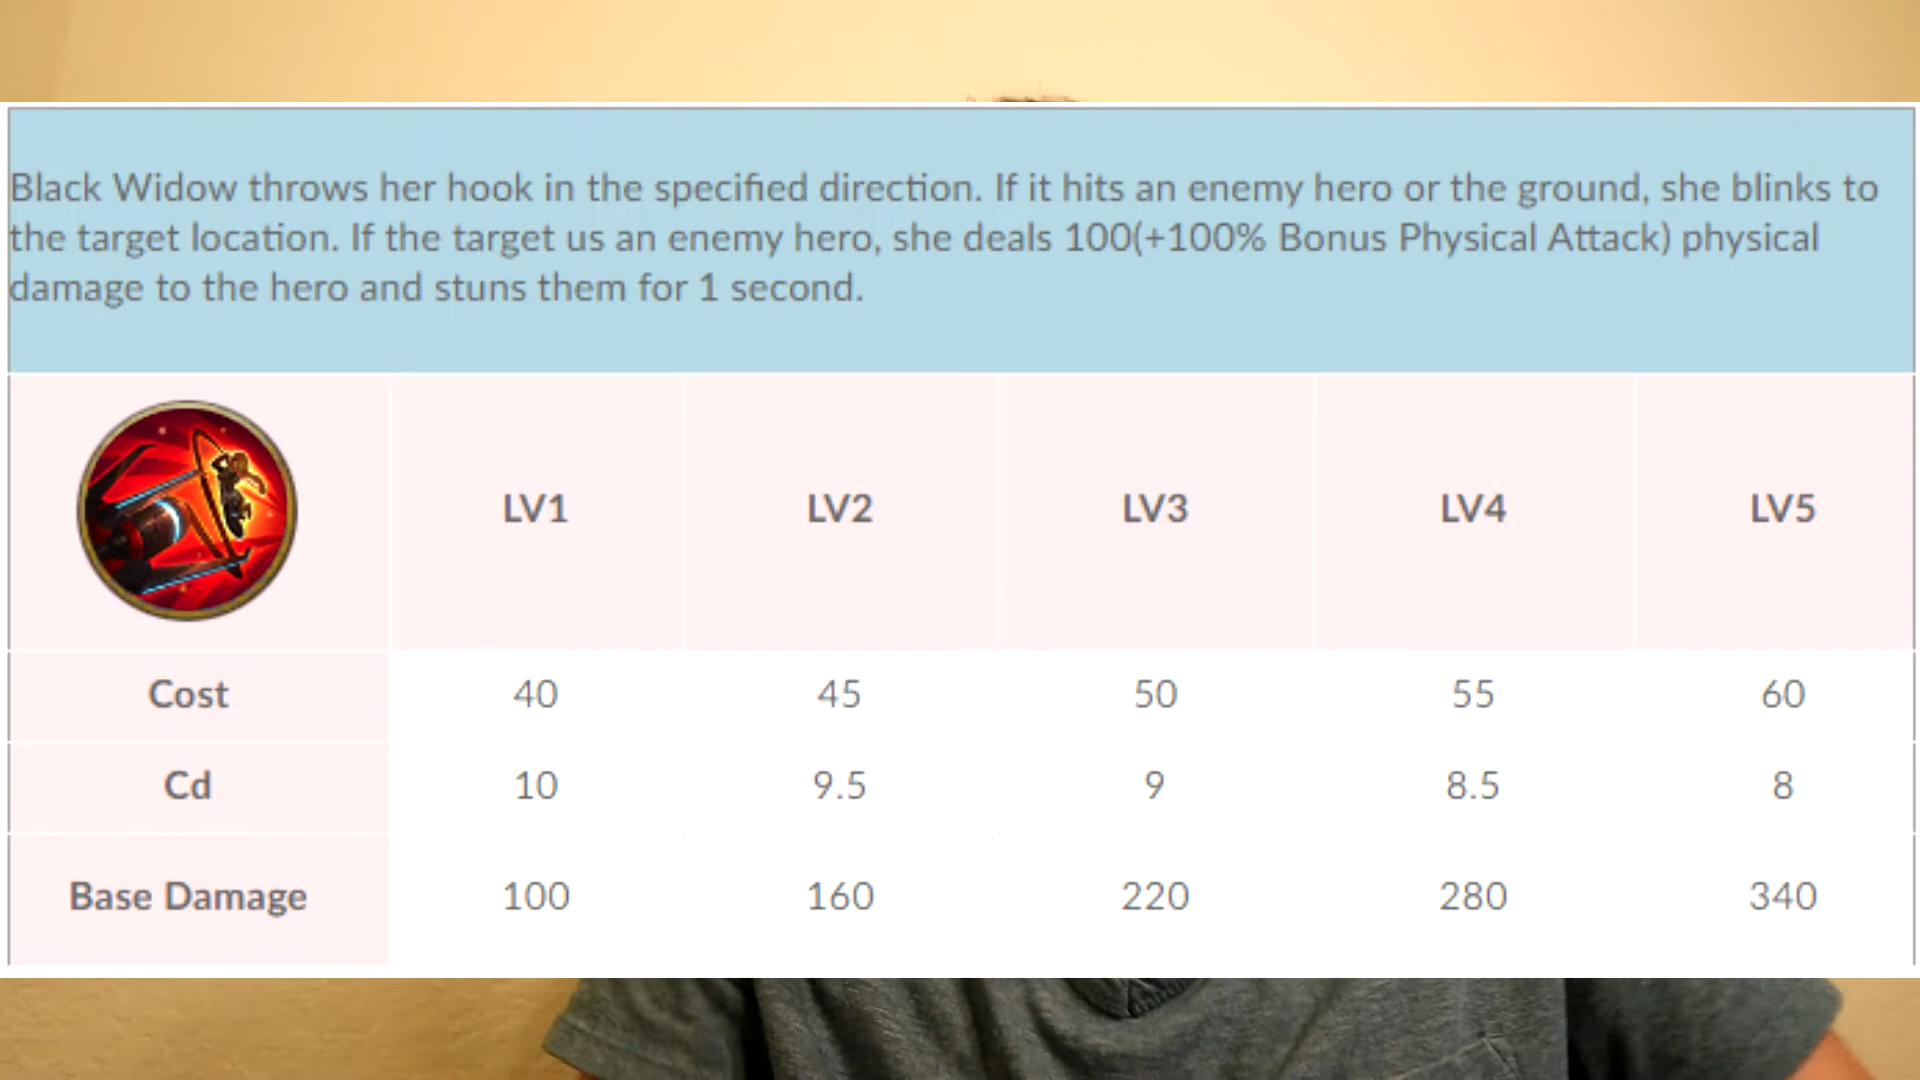 Black Widow throws her hook in the specified direction. If it hits an enemy hero or the ground, she blinks to
the target location. If the target us an enemy hero, she deals 100(+100% Bonus Physical Attack) physical
damage to the hero and stuns them for 1 second.
LV1 LV2 LV3 LV4 LV5
Cost 40 45 50 55 60
Cd 10 9.5 9 8.5 8
Base Damage 100 160 220 280 340